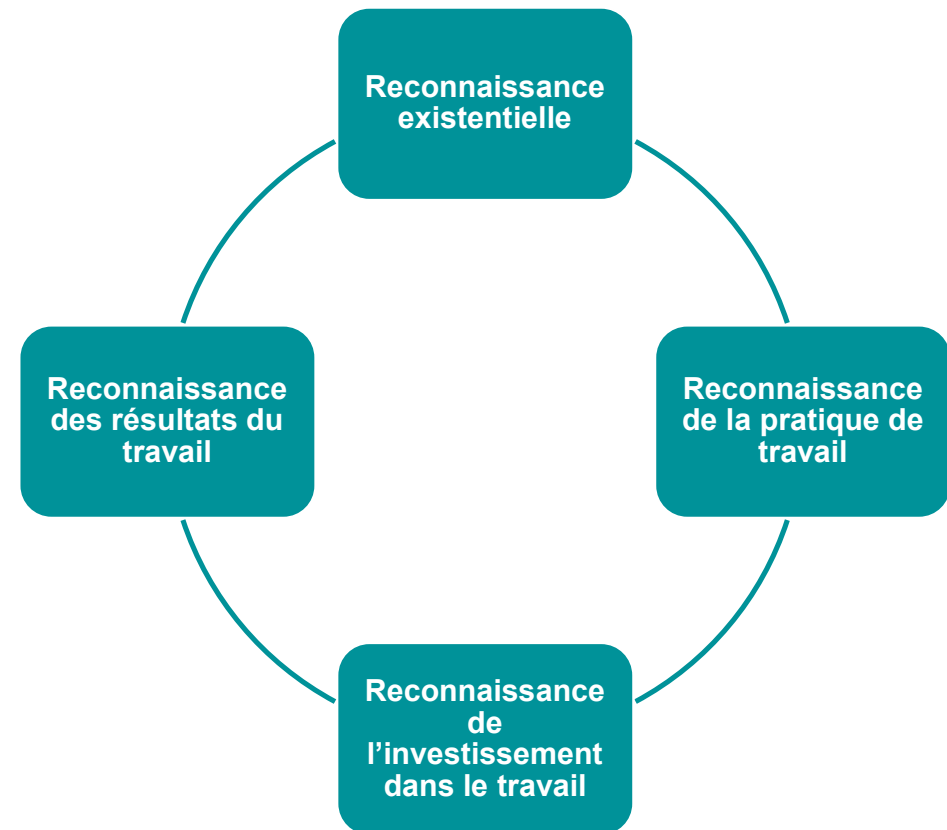 Reconnaissance
existentielle
Reconnaissance
des résultats du
travail
Reconnaissance
de la pratique de
travail
Reconnaissance
de
l’investissement
dans le travail